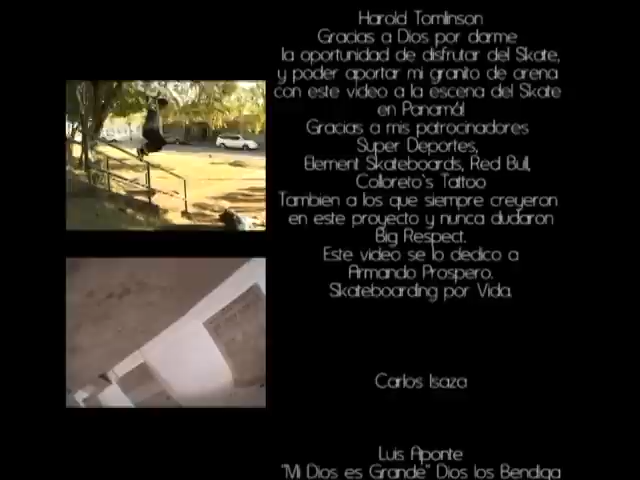 Harold Tomlinson
Gracias a Dios por darme
la oportunidad de disfrutar del Skate,
y poder aportar mi granito de arena
con este video a la escena del Skate
en Panamá!
Gracias a mis patrocinadores
Super Deportes,
Element Skateboards, Red Bull,
Colloreto`s Tattoo
Tambien a los que siempre creyeron
en este proyecto y nunca dudaron
Big Respect.
Este video se lo dedico a
Armando Prospero.
Skateboarding por Vida.
Carlos Isaza
Luis Aponte
"Mi Dios es Grande" Dios los Bendiga